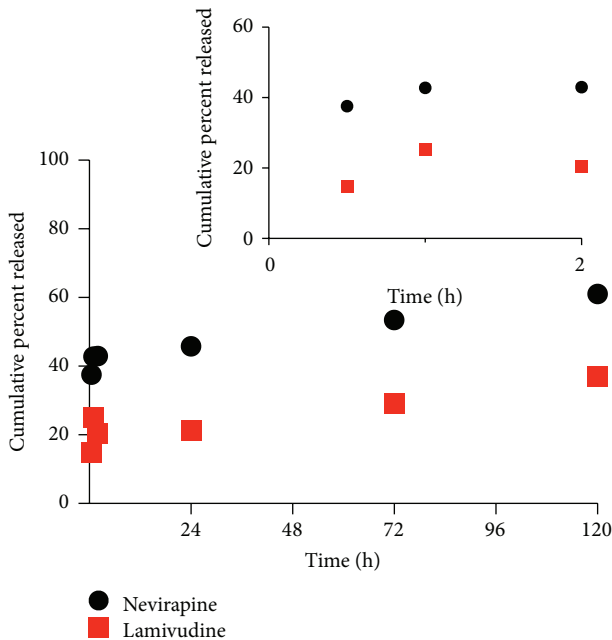 60
40
20
0
Cumulative percent released
0
2
Time (h)
100
80
60
40
20
0
Cumulative percent released
24
48
72
96
120
Time (h)
Nevirapine
Lamivudine